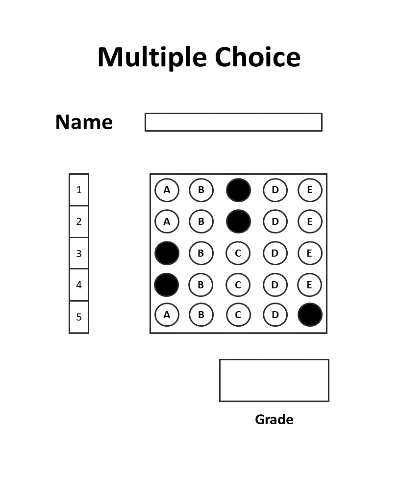 Multiple Choice
Name
1 A B D E
2 A B D E
3 B C D E
4 B C D E
5 A B C D
Grade